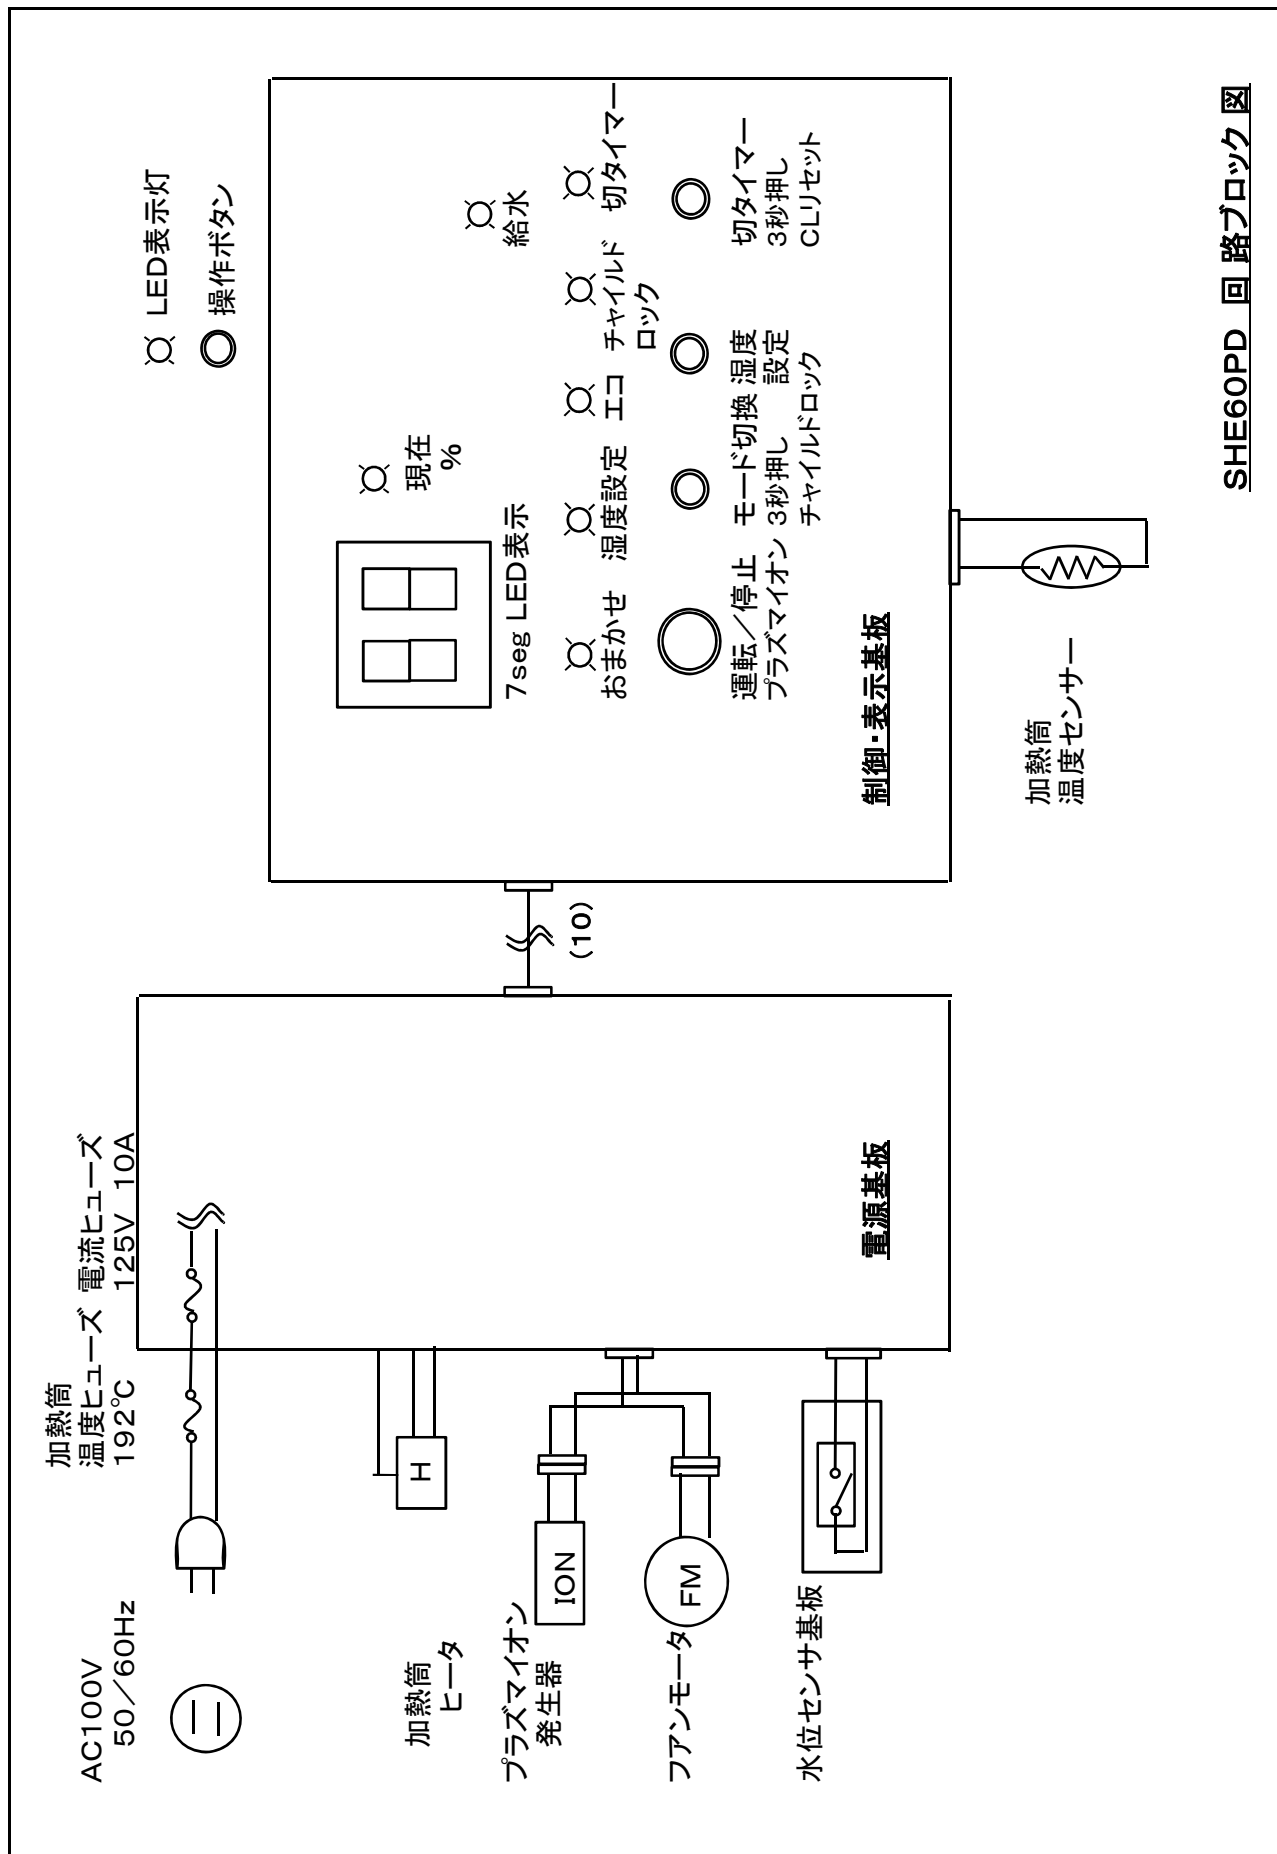 AC100V
50／60Hz
加熱筒
温度ヒューズ
192℃
電流ヒューズ
125V 10A
LED表示灯
操作ボタン
加熱筒
ヒータ
H
プラズマイオン
発生器
ION
フアンモータ
FM
水位センサ基板
電源基板
(10)
現在
%
7seg LED表示
給水
おまかせ
湿度設定
エコ
チャイルド
ロック
切タイマー
運転／停止
プラズマイオン
モード切換
3秒押し
チャイルドロック
湿度
設定
切タイマー
3秒押し
CLリセット
制御・表示基板
加熱筒
温度センサー
SHE60PD 回 路ブロック 図